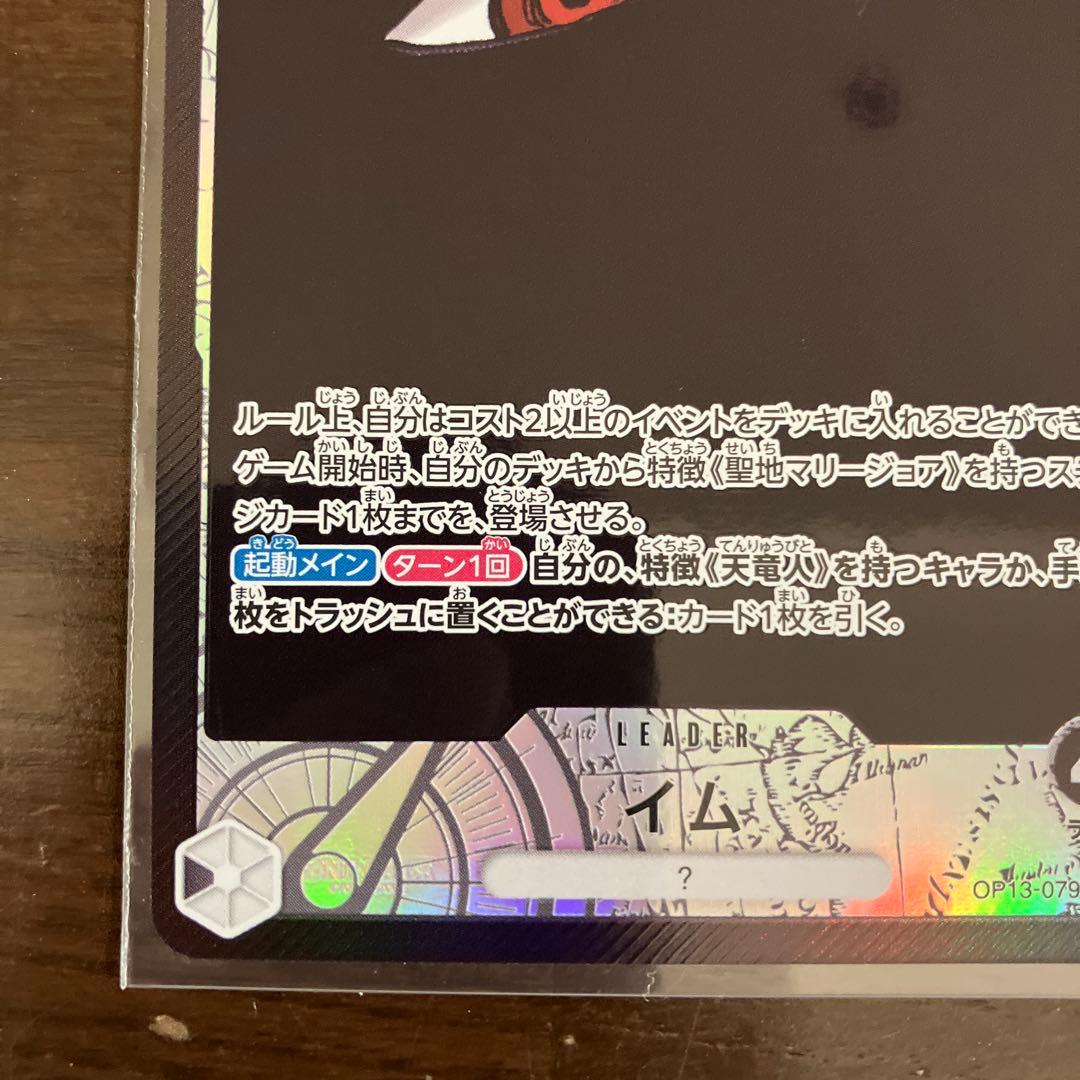 ルール上、自分はコスト2以上のイベントをデッキに入れることができ
ゲーム開始時、自分のデッキから特徴《聖地マリージョア》を持つス
ジカード1枚までを、登場させる。
起動メイン ターン1回 自分の、特徴《天竜人》を持つキャラか、手
枚をトラッシュに置くことができる:カード1枚を引く。
LEADER
イム
?
OP13-079